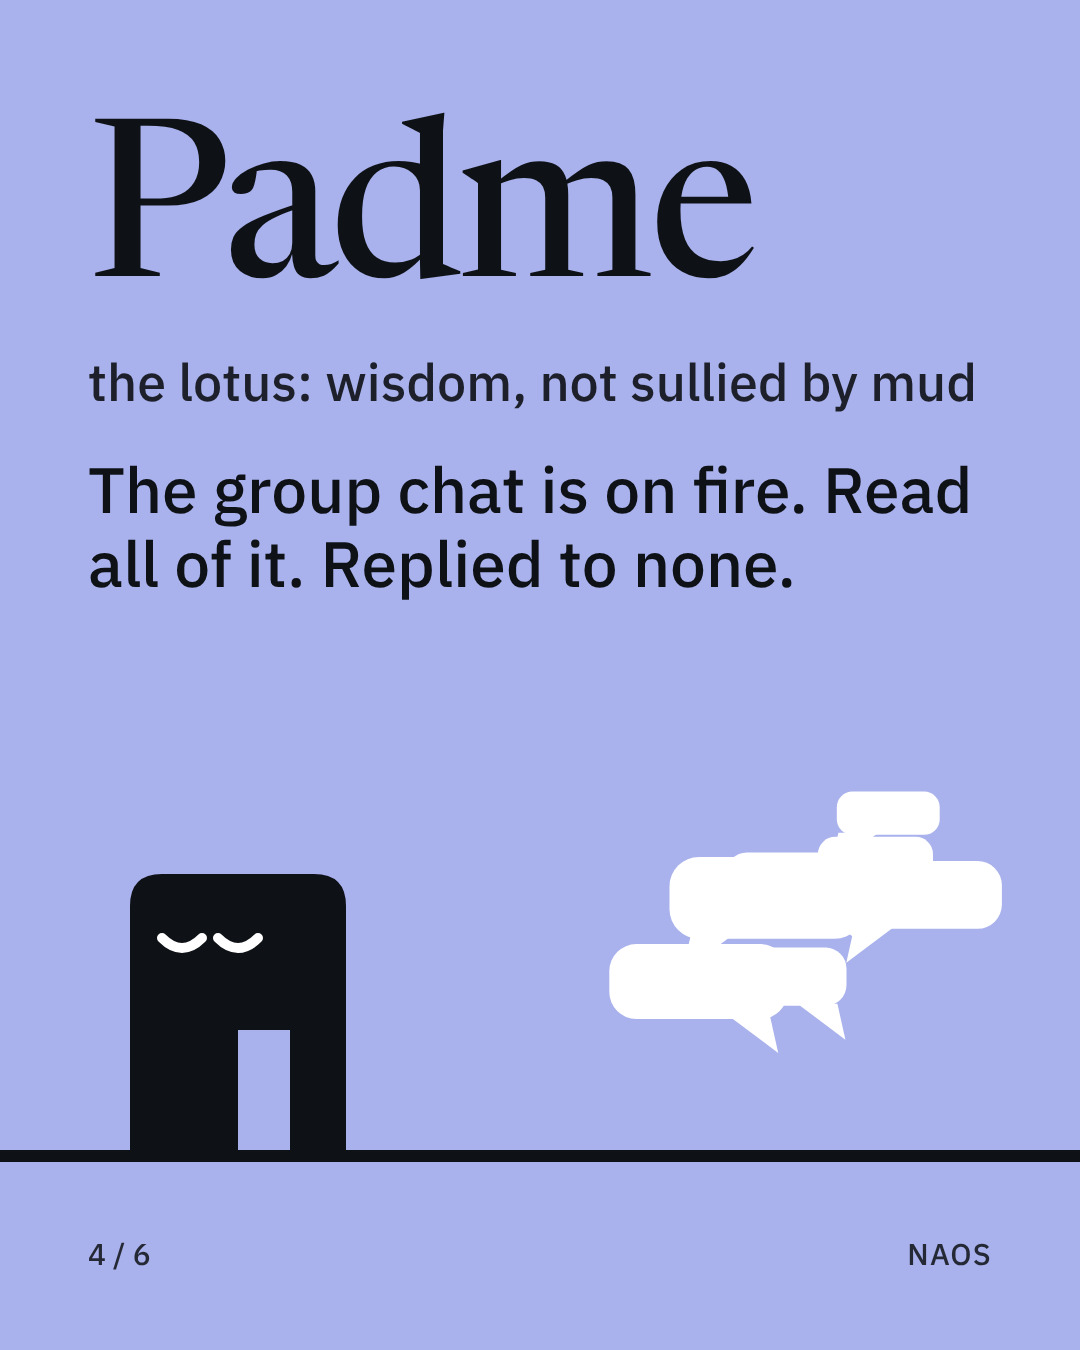 Padme
the lotus: wisdom, not sullied by mud
The group chat is on fire. Read
all of it. Replied to none.
4 / 6
NAOS